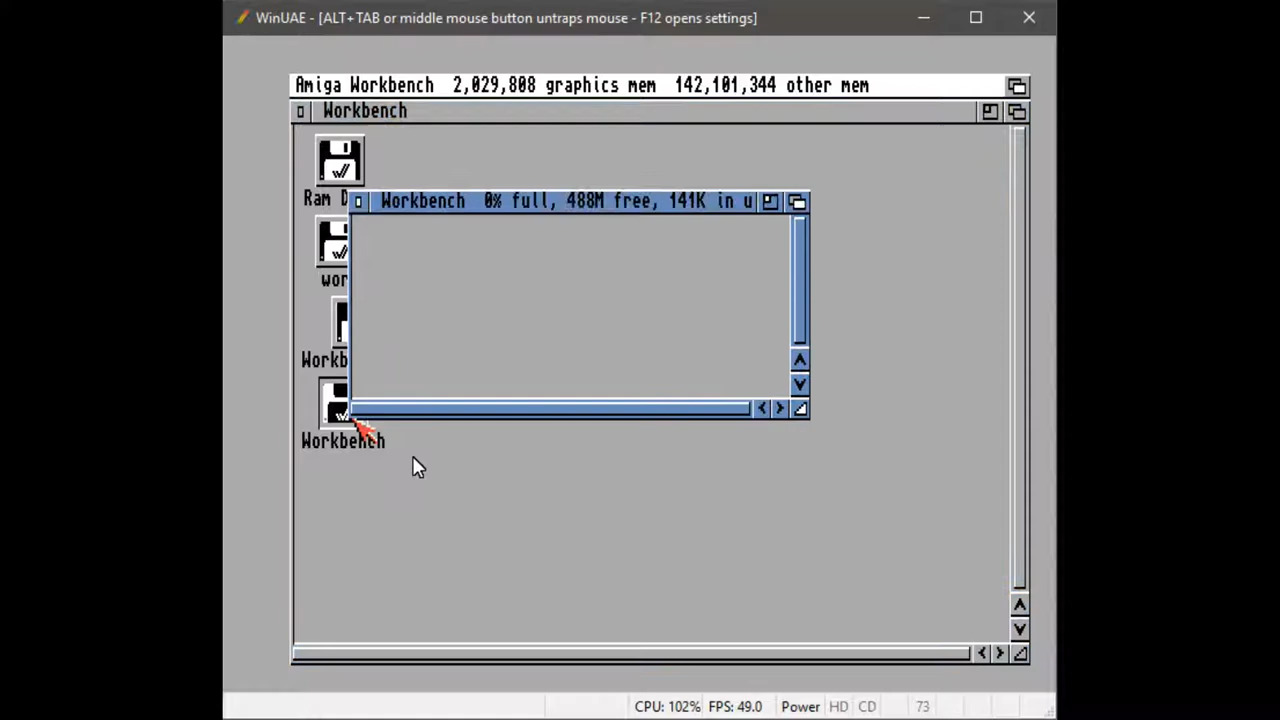 WinUAE - [ALT+TAB or middle mouse button untraps mouse - F12 opens settings]
Amiga Workbench 2,029,808 graphics mem 142,101,344 other mem
Workbench
Ram D
Workbench 0% full, 488M free, 141K in u
wor
Workb
Workbench
CPU: 102% FPS: 49.0 Power HD CD 73